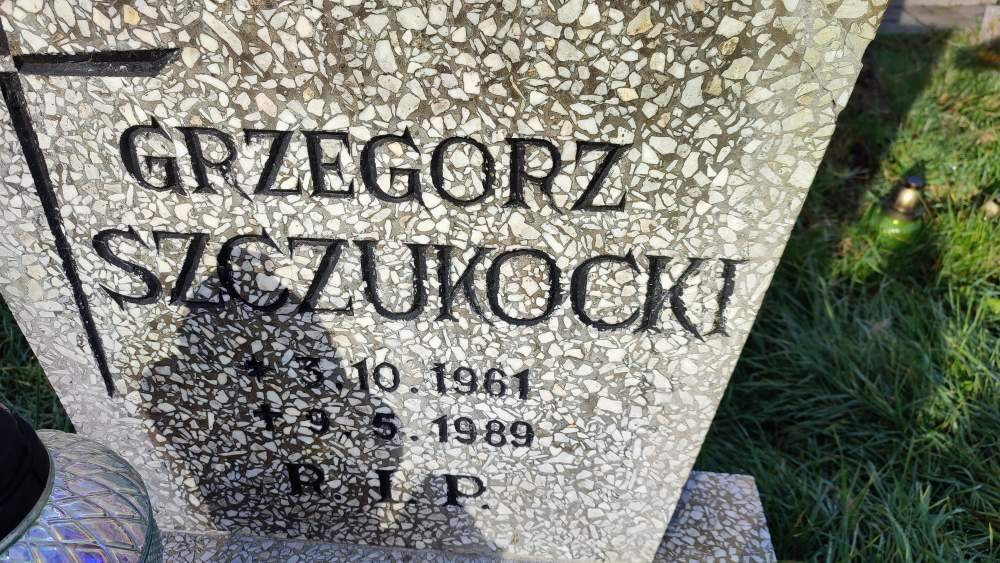 GRZEGORZ
SZCZUKOCKI
* 3.10.1961
✝ 9.5.1989
R.I.P.